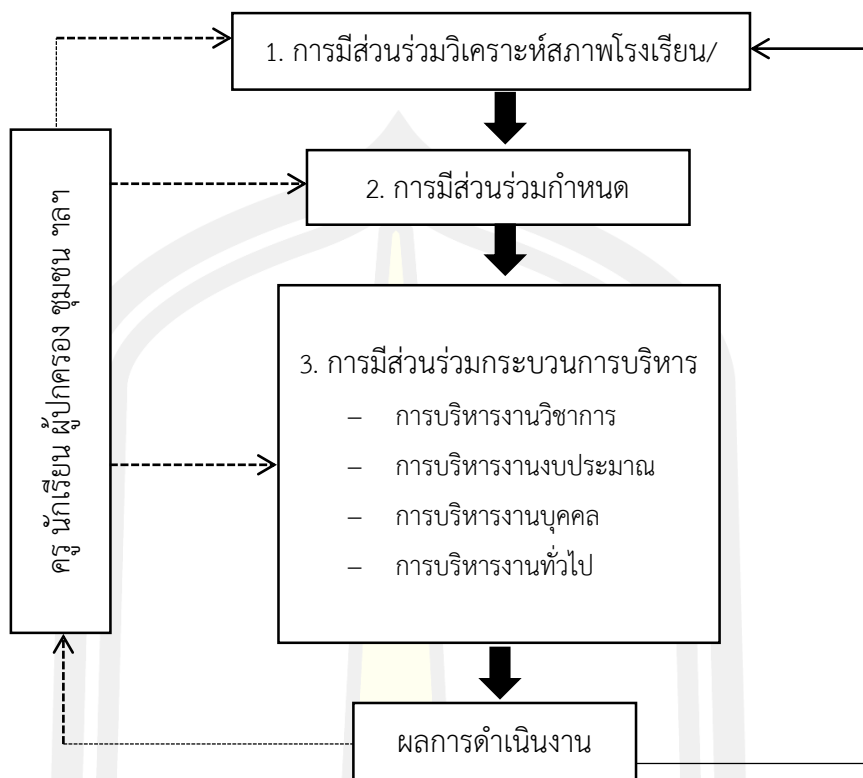 1. การมีส่วนร่วมวิเคราะห์สภาพโรงเรียน/
2. การมีส่วนร่วมกำหนด
ครู นักเรียน ผู้ปกครอง ชุมชน ฯลฯ
3. การมีส่วนร่วมกระบวนการบริหาร
– การบริหารงานวิชาการ
– การบริหารงานงบประมาณ
– การบริหารงานบุคคล
– การบริหารงานทั่วไป
ผลการดำเนินงาน